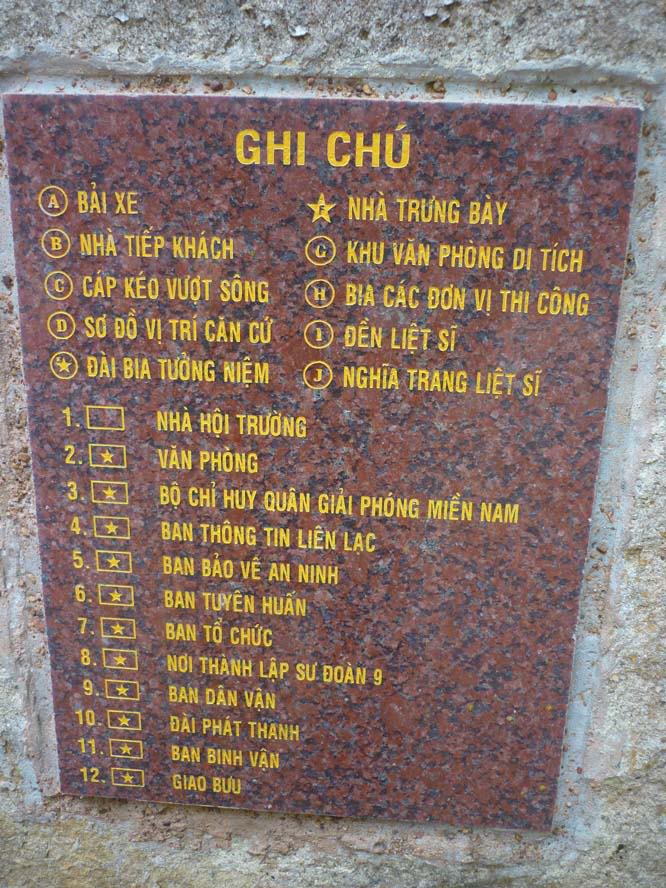 GHI CHÚ
A BẢI XE
B NHÀ TIẾP KHÁCH
C CÁP KÉO VƯỢT SÔNG
D SƠ ĐỒ VỊ TRÍ CĂN CỨ
ĐÀI BIA TƯỞNG NIỆM
NHÀ TRƯNG BÀY
G KHU VĂN PHÒNG DI TÍCH
H BIA CÁC ĐƠN VỊ THI CÔNG
I ĐỀN LIỆT SĨ
J NGHĨA TRANG LIỆT SĨ
1. NHÀ HỘI TRƯỜNG
2. VĂN PHÒNG
3. BỘ CHỈ HUY QUÂN GIẢI PHÓNG MIỀN NAM
4. BAN THÔNG TIN LIÊN LẠC
5. BAN BẢO VỆ AN NINH
6. BAN TUYÊN HUẤN
7. BAN TỔ CHỨC
8. NƠI THÀNH LẬP SƯ ĐOÀN 9
9. BAN DÂN VẬN
10. ĐÀI PHÁT THANH
11. BAN BINH VẬN
12. GIAO BƯU